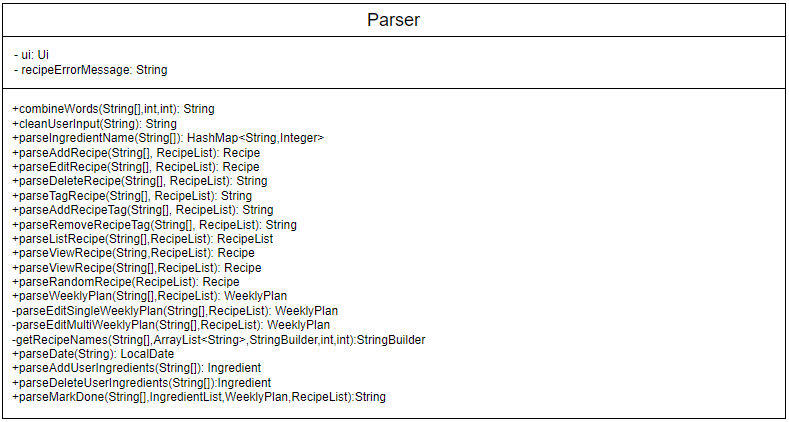 Parser
- ui: Ui
- recipeErrorMessage: String
+combineWords(String[],int,int): String
+cleanUserInput(String): String
+parseIngredientName(String[]): HashMap<String,Integer>
+parseAddRecipe(String[], RecipeList): Recipe
+parseEditRecipe(String[], RecipeList): Recipe
+parseDeleteRecipe(String[], RecipeList): String
+parseTagRecipe(String[], RecipeList): String
+parseAddRecipeTag(String[], RecipeList): String
+parseRemoveRecipeTag(String[], RecipeList): String
+parseListRecipe(String[],RecipeList): RecipeList
+parseViewRecipe(String,RecipeList): Recipe
+parseViewRecipe(String[],RecipeList): Recipe
+parseRandomRecipe(RecipeList): Recipe
+parseWeeklyPlan(String[],RecipeList): WeeklyPlan
-parseEditSingleWeeklyPlan(String[],RecipeList): WeeklyPlan
-parseEditMultiWeeklyPlan(String[],RecipeList): WeeklyPlan
-getRecipeNames(String[],ArrayList<String>,StringBuilder,int,int):StringBuilder
+parseDate(String): LocalDate
+parseAddUserIngredients(String[]): Ingredient
+parseDeleteUserIngredients(String[]):Ingredient
+parseMarkDone(String[],IngredientList,WeeklyPlan,RecipeList):String